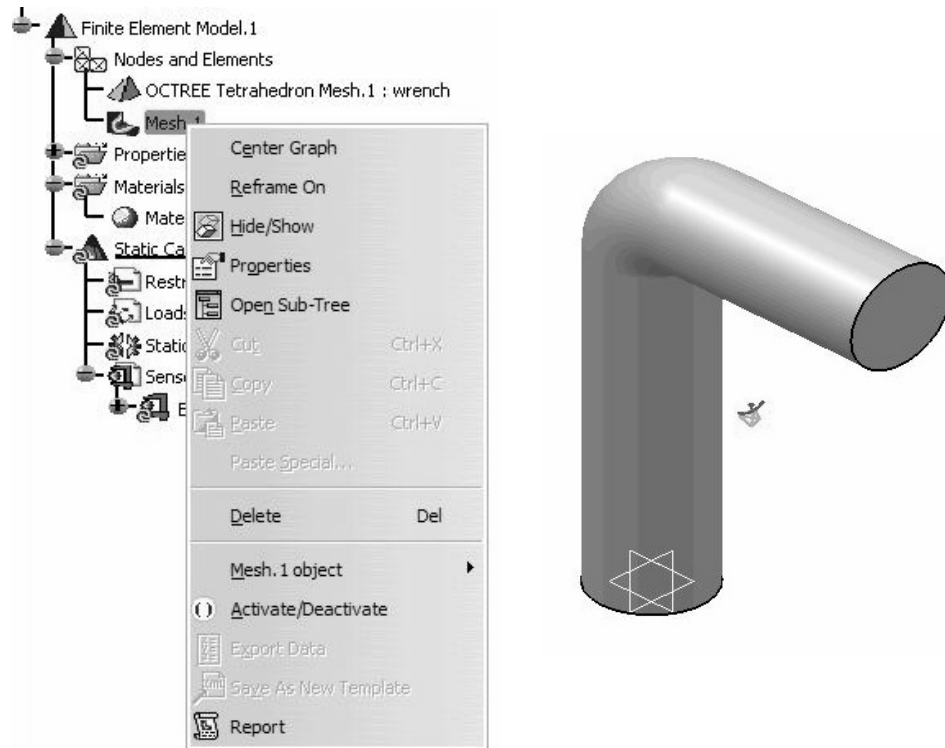 Finite Element Model.1
Nodes and Elements
OCTREE Tetrahedron Mesh.1 : wrench
Mesh.1
Propertie
Materials
Mate
Static Ca
Restr
Loads
Static
Senso
E
Center Graph
Reframe On
Hide/Show
Properties
Open Sub-Tree
Cut Ctrl+X
Copy Ctrl+C
Paste Ctrl+V
Paste Special...
Delete Del
Mesh.1 object
Activate/Deactivate
Export Data
Save As New Template
Report